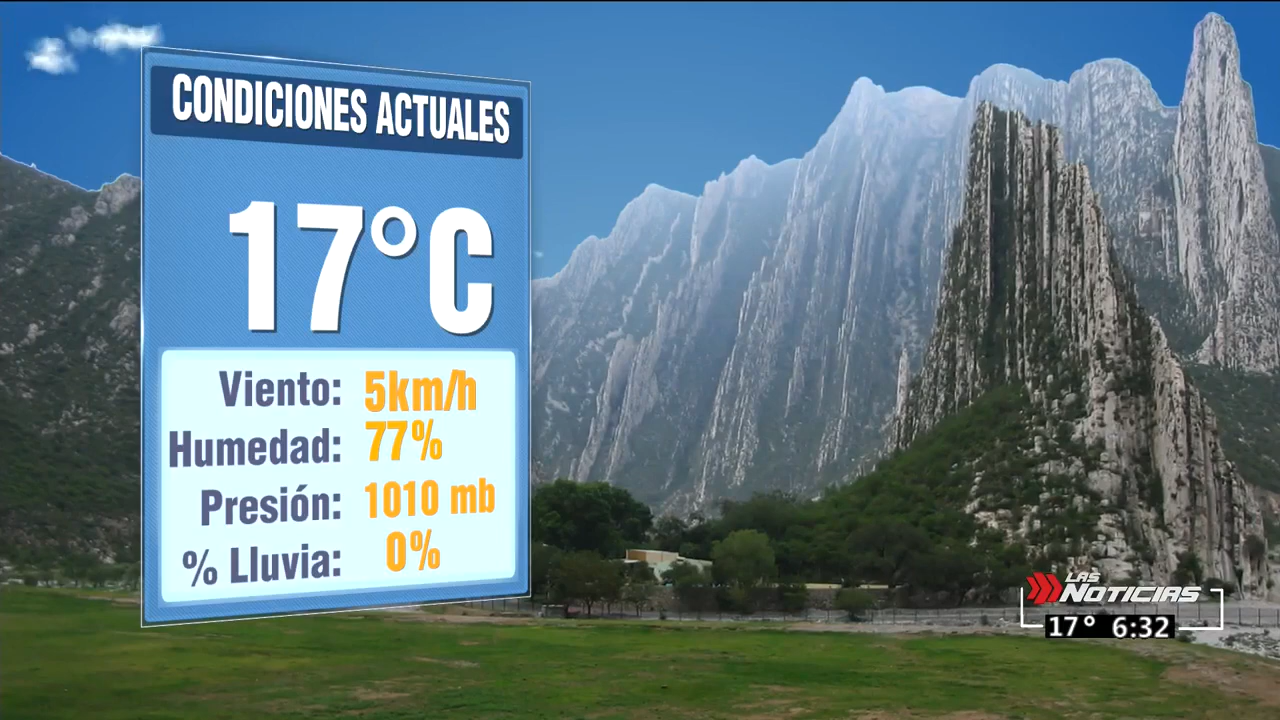 CONDICIONES ACTUALES
17°C
Viento: 5km/h
Humedad: 77%
Presión: 1010 mb
% Lluvia: 0%
LAS
NOTICIAS
17° 6:32